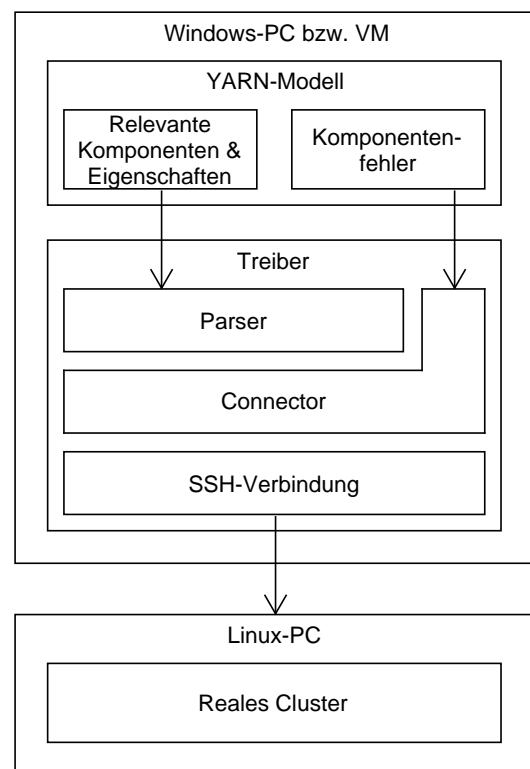 Windows-PC bzw. VM
YARN-Modell
Relevante
Komponenten &
Eigenschaften
Komponenten-
fehler
Treiber
Parser
Connector
SSH-Verbindung
Linux-PC
Reales Cluster